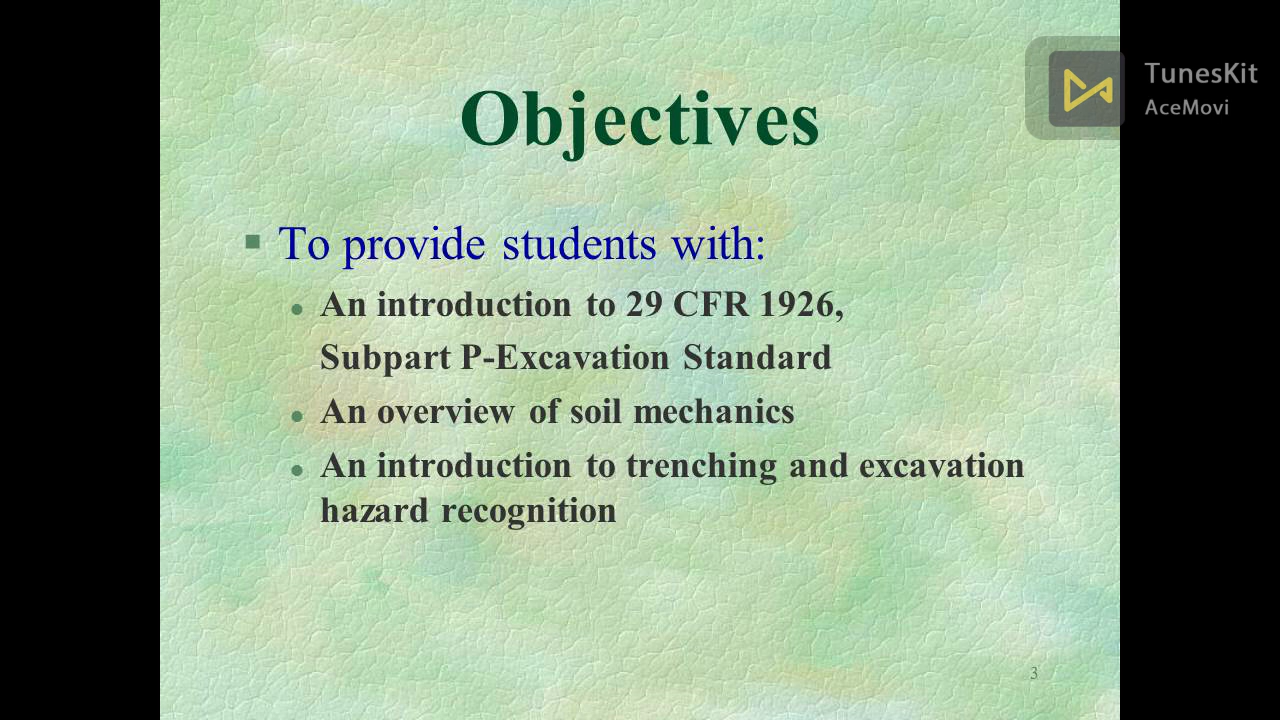 TunesKit
AceMovi
Objectives
To provide students with:
An introduction to 29 CFR 1926,
Subpart P-Excavation Standard
An overview of soil mechanics
An introduction to trenching and excavation
hazard recognition
3